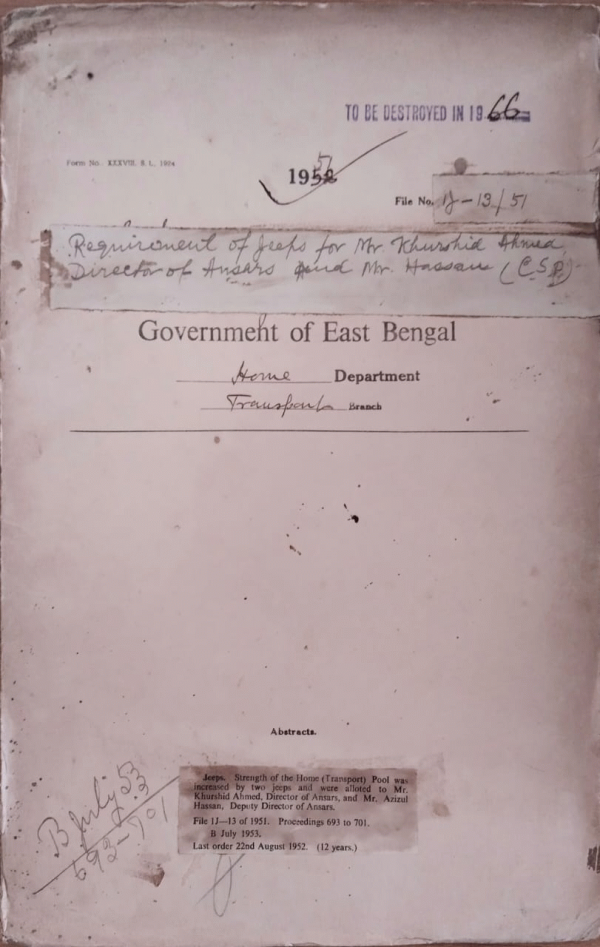 TO BE DESTROYED IN 1966
Form No. XXXVIII. S. L. 1904
1951
File No. 1J-13/51
Requirement of jeeps for Mr. Khurshid Ahmed,
Director of Ansars and Mr. Hassan (C.S.P)
Government of East Bengal
Home Department
Transport Branch
Abstracts.
Jeeps. Strength of the Home (Transport) Pool was
increased by two jeeps and were alloted to Mr.
Khurshid Ahmed, Director of Ansars, and Mr. Azizul
Hassan, Deputy Director of Ansars.
File 1J—13 of 1951. Proceedings 693 to 701.
B July 1953.
Last order 22nd August 1952. (12 years.)
B July 53
693-701